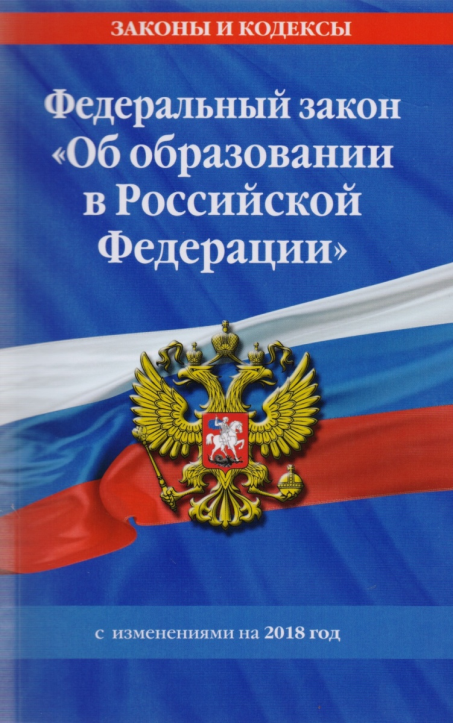 ЗАКОНЫ И КОДЕКСЫ
Федеральный закон
«Об образовании
в Российской
Федерации»
с изменениями на 2018 год